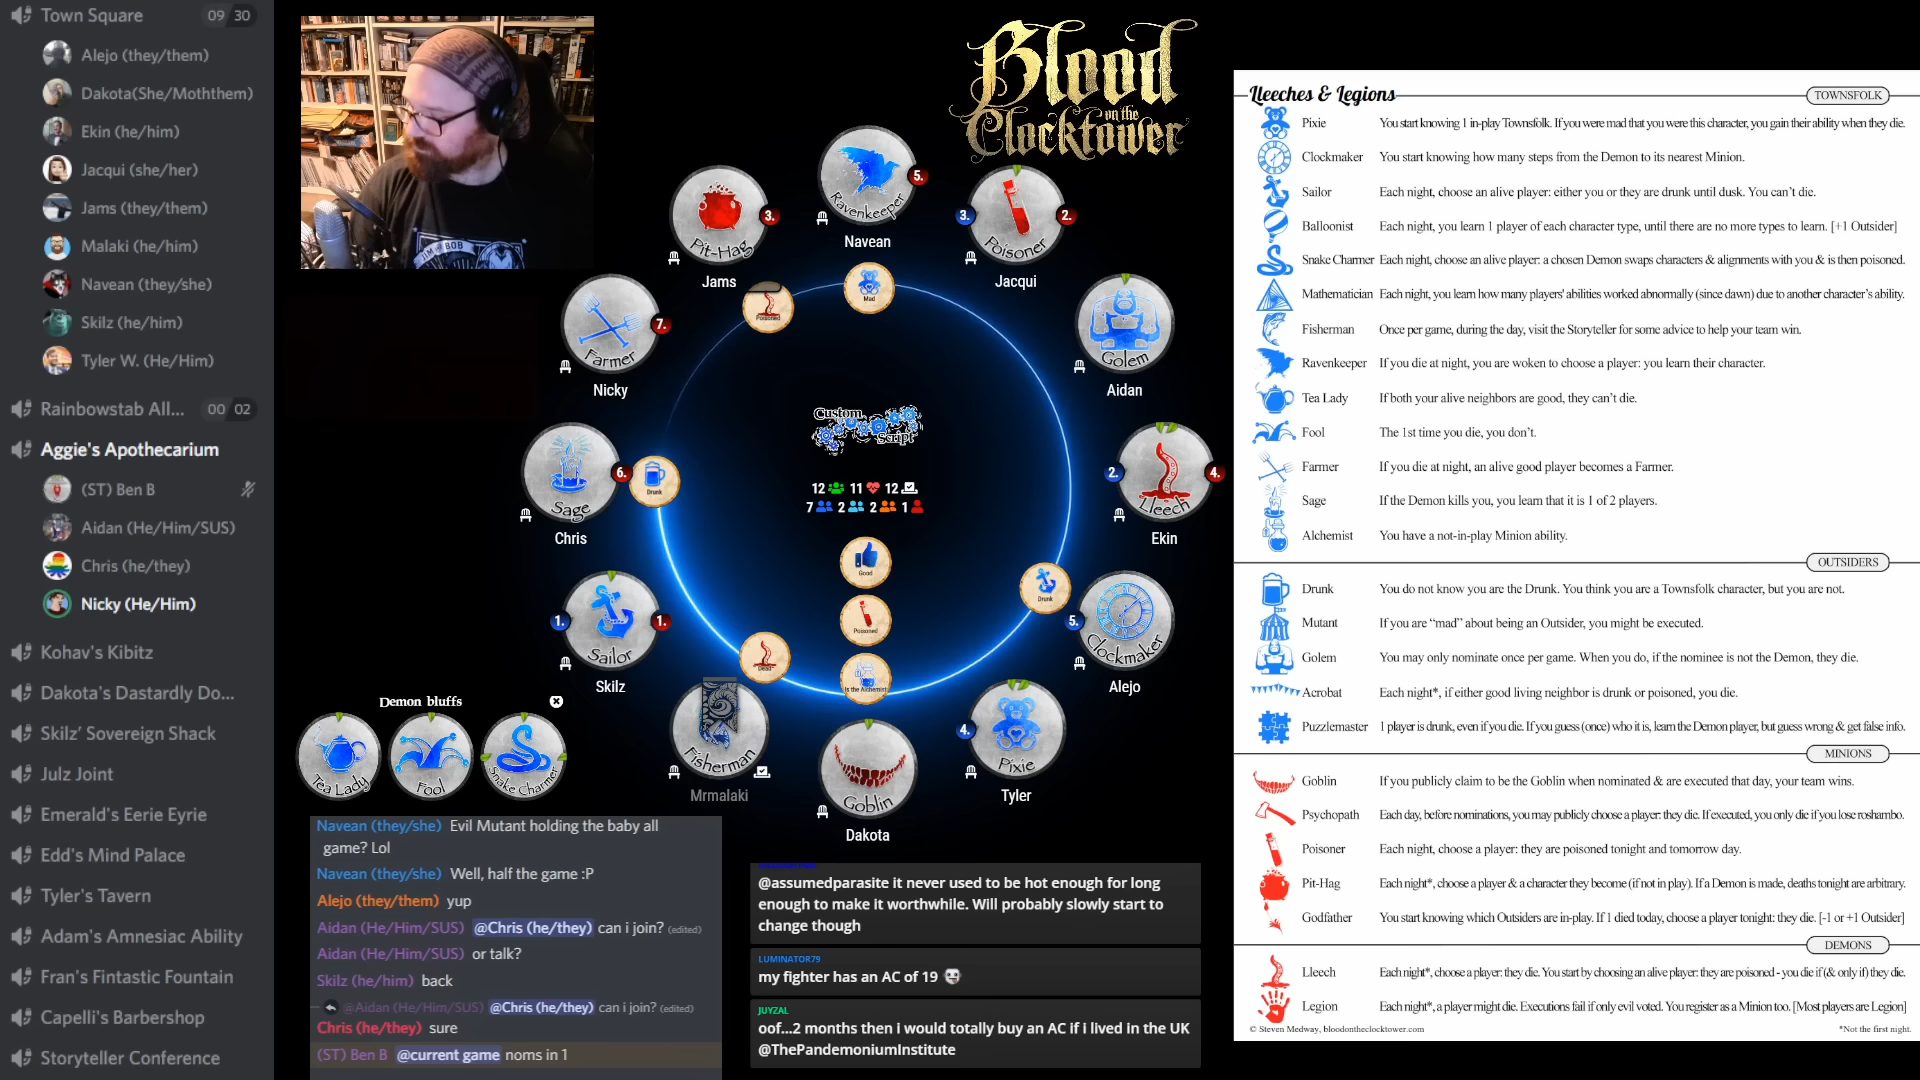 Town Square 09 30
Alejo (they/them)
Dakota(She/Moththem)
Ekin (he/him)
Jacqui (she/her)
Jams (they/them)
Malaki (he/him)
Navean (they/she)
Skilz (he/him)
Tyler W. (He/Him)
Rainbowstab All... 00 02
Aggie's Apothecarium
(ST) Ben B
Aidan (He/Him/SUS)
Chris (he/they)
Nicky (He/Him)
Kohav's Kibitz
Dakota's Dastardly Do...
Skilz' Sovereign Shack
Julz Joint
Emerald's Eerie Eyrie
Edd's Mind Palace
Tyler's Tavern
Adam's Amnesiac Ability
Fran's Fintastic Fountain
Capelli's Barbershop
Storyteller Conference
Blood
on the
Clocktower
Ravenkeeper
5.
Navean
Pit-Hag
3.
Jams
3.
Poisoner
2.
Jacqui
Farmer
7.
Nicky
Golem
Aidan
Poisoned
Mad
Sage
6.
Chris
Drunk
2.
Lleech
4.
Ekin
Custom
Script
12 11 12
7 2 2 1
Good
Poisoned
Is the Alchemist
Drunk
Dead
1.
Sailor
1.
Skilz
5.
Clockmaker
Alejo
Fisherman
Mrmalaki
Goblin
Dakota
4.
Pixie
Tyler
Demon bluffs
Tea Lady
Fool
Snake Charmer
Navean (they/she) Evil Mutant holding the baby all
game? Lol
Navean (they/she) Well, half the game :P
Alejo (they/them) yup
Aidan (He/Him/SUS) @Chris (he/they) can i join? (edited)
Aidan (He/Him/SUS) or talk?
Skilz (he/him) back
@Aidan (He/Him/SUS) @Chris (he/they) can i join? (edited)
Chris (he/they) sure
(ST) Ben B @current game noms in 1
@assumedparasite it never used to be hot enough for long
enough to make it worthwhile. Will probably slowly start to
change though
LUMINATOR79
my fighter has an AC of 19
JUYZAL
oof...2 months then i would totally buy an AC if i lived in the UK
@ThePandemoniumInstitute
Lleeches & Legions
TOWNSFOLK
Pixie You start knowing 1 in-play Townsfolk. If you were mad that you were this character, you gain their ability when they die.
Clockmaker You start knowing how many steps from the Demon to its nearest Minion.
Sailor Each night, choose an alive player: either you or they are drunk until dusk. You can't die.
Balloonist Each night, you learn 1 player of each character type, until there are no more types to learn. [+1 Outsider]
Snake Charmer Each night, choose an alive player: a chosen Demon swaps characters & alignments with you & is then poisoned.
Mathematician Each night, you learn how many players' abilities worked abnormally (since dawn) due to another character's ability.
Fisherman Once per game, during the day, visit the Storyteller for some advice to help your team win.
Ravenkeeper If you die at night, you are woken to choose a player: you learn their character.
Tea Lady If both your alive neighbors are good, they can't die.
Fool The 1st time you die, you don't.
Farmer If you die at night, an alive good player becomes a Farmer.
Sage If the Demon kills you, you learn that it is 1 of 2 players.
Alchemist You have a not-in-play Minion ability.
OUTSIDERS
Drunk You do not know you are the Drunk. You think you are a Townsfolk character, but you are not.
Mutant If you are “mad” about being an Outsider, you might be executed.
Golem You may only nominate once per game. When you do, if the nominee is not the Demon, they die.
Acrobat Each night*, if either good living neighbor is drunk or poisoned, you die.
Puzzlemaster 1 player is drunk, even if you die. If you guess (once) who it is, learn the Demon player, but guess wrong & get false info.
MINIONS
Goblin If you publicly claim to be the Goblin when nominated & are executed that day, your team wins.
Psychopath Each day, before nominations, you may publicly choose a player: they die. If executed, you only die if you lose roshambo.
Poisoner Each night, choose a player: they are poisoned tonight and tomorrow day.
Pit-Hag Each night*, choose a player & a character they become (if not in play). If a Demon is made, deaths tonight are arbitrary.
Godfather You start knowing which Outsiders are in-play. If 1 died today, choose a player tonight: they die. [-1 or +1 Outsider]
DEMONS
Lleech Each night*, choose a player: they die. You start by choosing an alive player: they are poisoned - you die if (& only if) they die.
Legion Each night*, a player might die. Executions fail if only evil voted. You register as a Minion too. [Most players are Legion]
© Steven Medway, bloodontheclocktower.com *Not the first night.